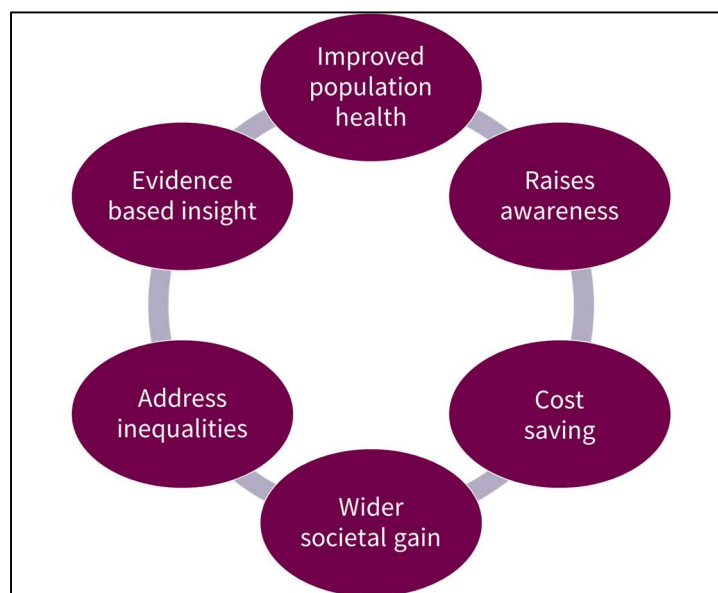 Improved
population
health
Raises
awareness
Cost
saving
Wider
societal gain
Address
inequalities
Evidence
based insight